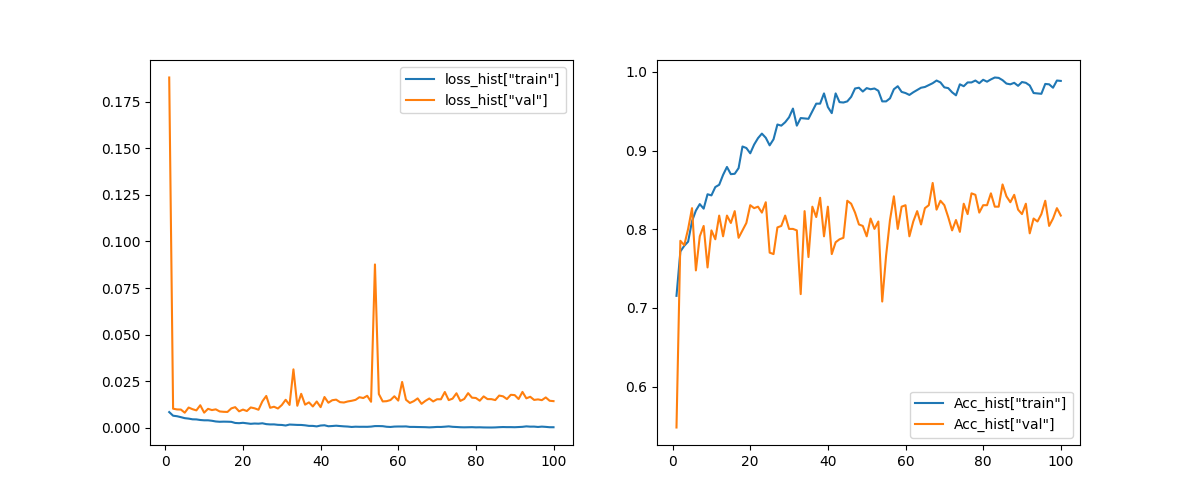 loss_hist["train"]
loss_hist["val"]
0.175
0.150
0.125
0.100
0.075
0.050
0.025
0.000
0 20 40 60 80 100
1.0
0.9
0.8
0.7
0.6
Acc_hist["train"]
Acc_hist["val"]
0 20 40 60 80 100